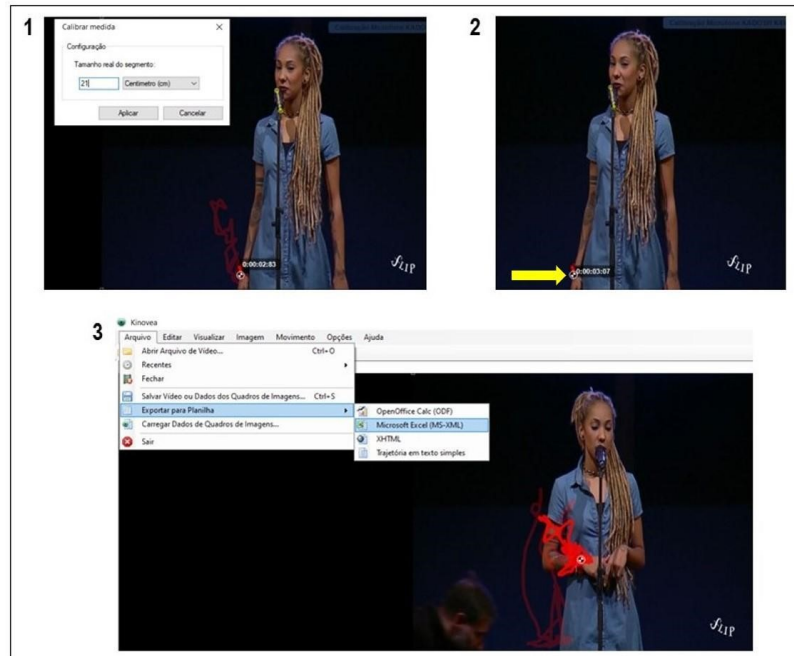 1
Calibrar medida
Configuração
Tamanho real do segmento:
21
Centímetro (cm)
Aplicar
Cancelar
0:00:02:83
FLIP
2
0:00:03:07
FLIP
3
Kinovea
Arquivo Editar Visualizar Imagem Movimento Opções Ajuda
Abrir Arquivo de Vídeo... Ctrl+O
Recentes
Fechar
Salvar Vídeo ou Dados dos Quadros de Imagens... Ctrl+S
Exportar para Planilha
Carregar Dados de Quadros de Imagens...
Sair
OpenOffice Calc (ODF)
Microsoft Excel (MS-XML)
XHTML
Trajetória em texto simples
FLIP